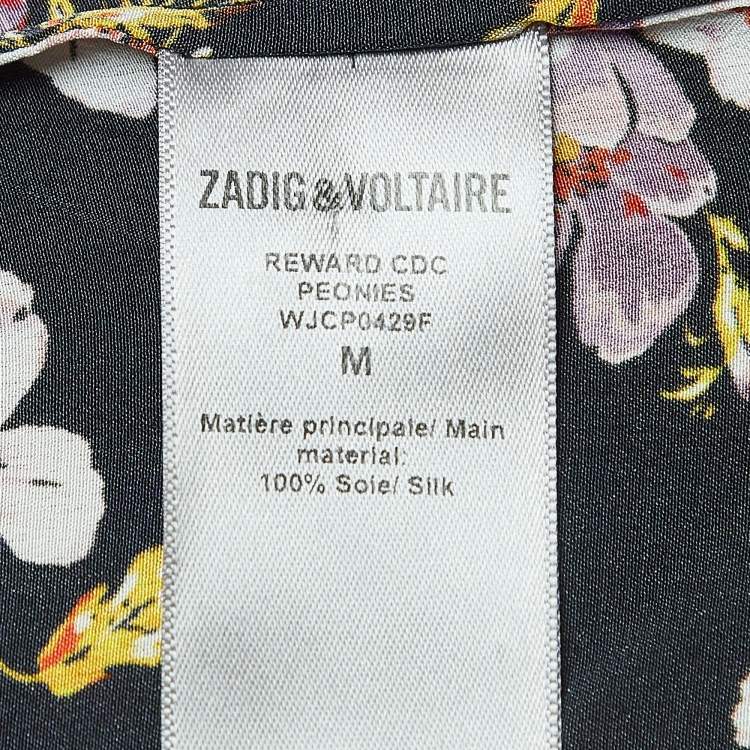 ZADIG&VOLTAIRE
REWARD CDC
PEONIES
WJCP0429F
M
Matière principale/ Main
material:
100% Soie/ Silk